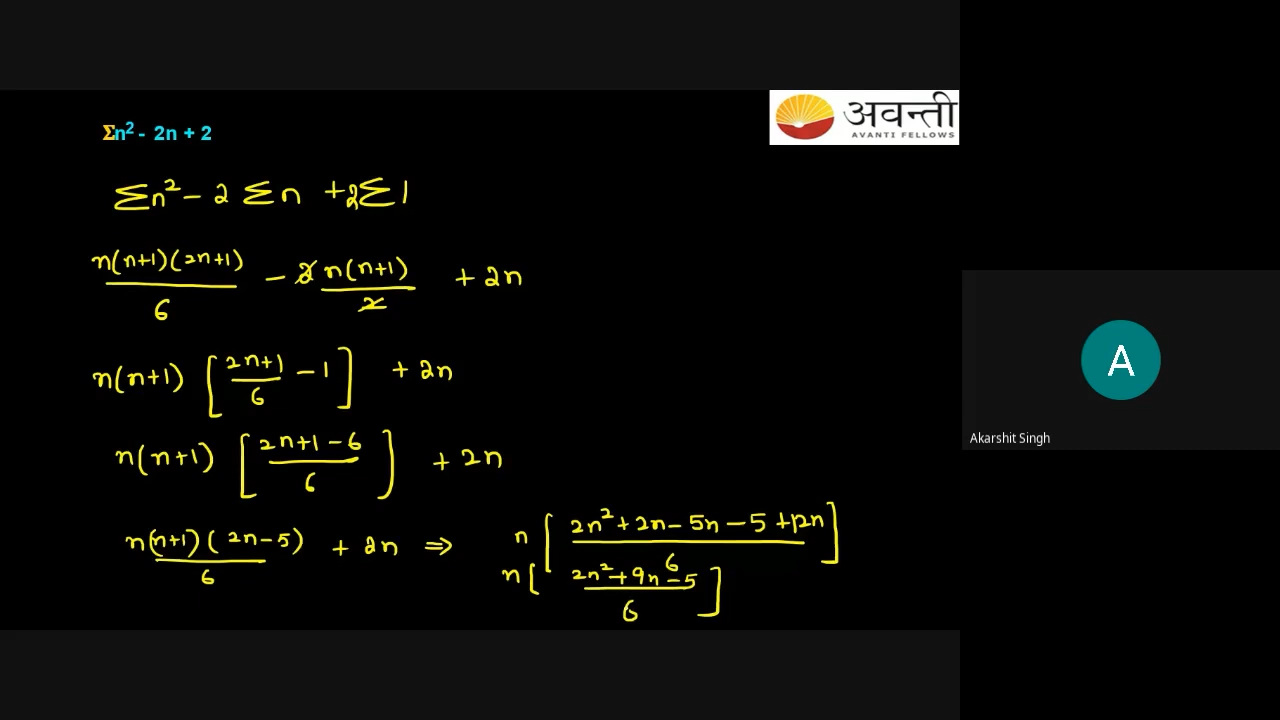 Σn² - 2n + 2
अवन्ती
AVANTI FELLOWS
Σn² - 2 Σn + 2Σ1
n(n+1)(2n+1)/6 - 2 n(n+1)/2 + 2n
n(n+1) [2n+1/6 - 1] + 2n
n(n+1) [2n+1-6/6] + 2n
n(n+1)(2n-5)/6 + 2n ⇒ n [2n²+2n-5n-5+12n/6]
n[2n²+9n-5/6]
A
Akarshit Singh